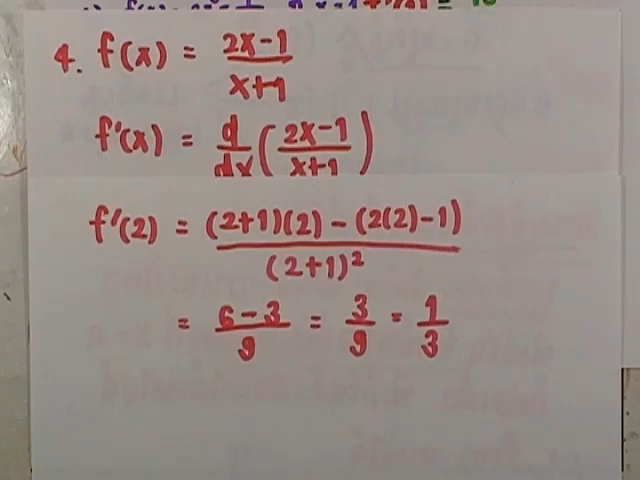 4. f(x) = 2x-1 / x+1
f'(x) = d/dx (2x-1 / x+1)
f'(2) = (2+1)(2) - (2(2)-1) / (2+1)²
= 6-3 / 9 = 3/9 = 1/3